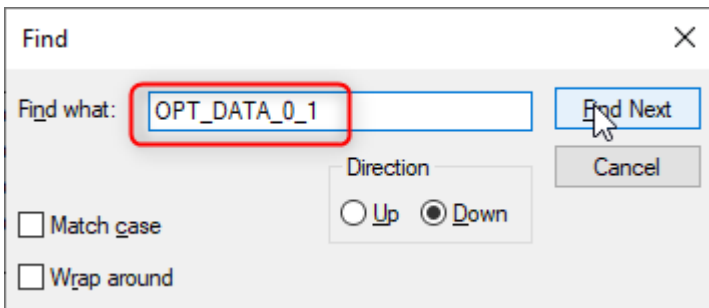 Find
Find what: OPT_DATA_0_1 Find Next
Direction Cancel
Up Down
Match case
Wrap around